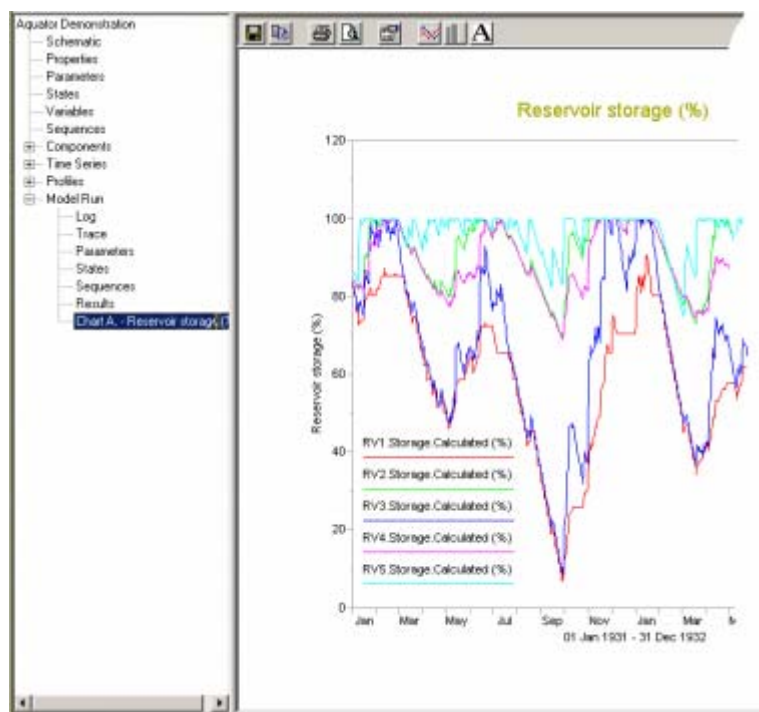 Aquator Demonstration
Schematic
Properties
Parameters
States
Variables
Sequences
Components
Time Series
Profiles
Model Run
Log
Trace
Parameters
States
Sequences
Results
Chart A. - Reservoir storage (
A
Reservoir storage (%)
120
100
80
60
40
20
0
Reservoir storage (%)
RV1.Storage.Calculated (%)
RV2.Storage.Calculated (%)
RV3.Storage.Calculated (%)
RV4.Storage.Calculated (%)
RV5.Storage.Calculated (%)
Jan Mar May Jul Sep Nov Jan Mar
01 Jan 1931 - 31 Dec 1932